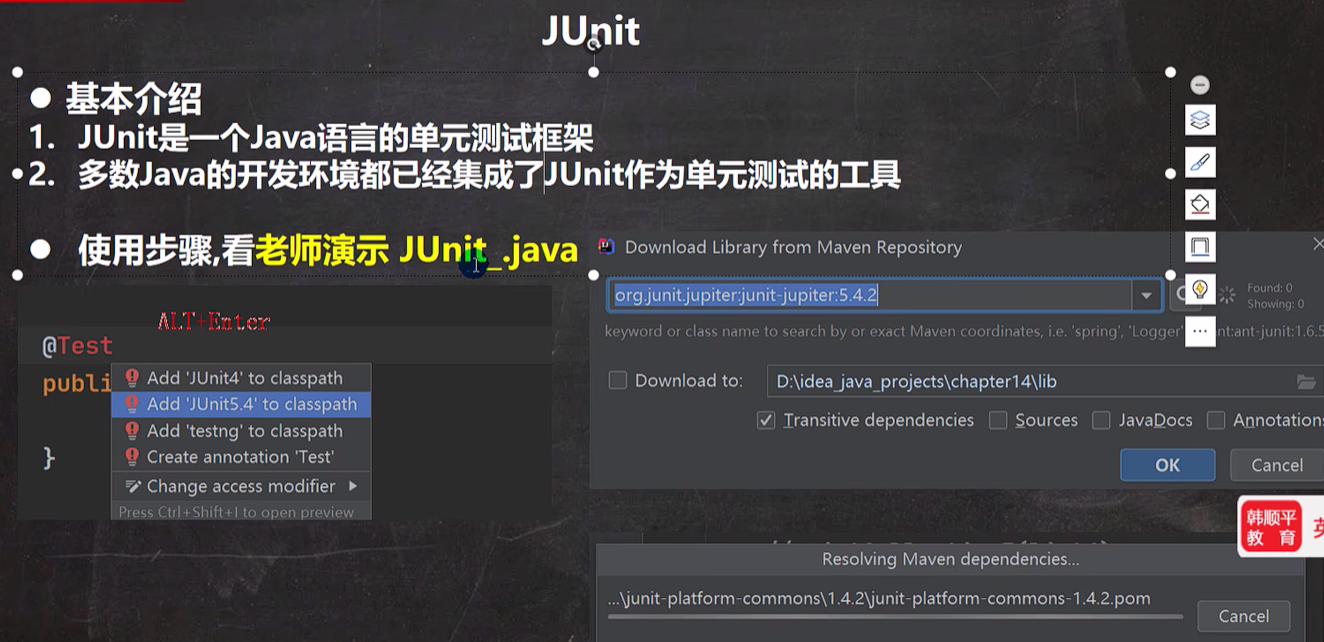 JUnit
● 基本介绍
1. JUnit是一个Java语言的单元测试框架
2. 多数Java的开发环境都已经集成了JUnit作为单元测试的工具
● 使用步骤,看老师演示 JUnit_.java
ALT+Enter
@Test
publi
Add 'JUnit4' to classpath
Add 'JUnit5.4' to classpath
Add 'testng' to classpath
Create annotation 'Test'
Change access modifier
Press Ctrl+Shift+I to open preview
}
Download Library from Maven Repository
org.junit.jupiter:junit-jupiter:5.4.2
Found: 0
Showing: 0
keyword or class name to search by or exact Maven coordinates, i.e. 'spring', 'Logger' nt:ant-junit:1.6.5
Download to:
D:\idea_java_projects\chapter14\lib
Transitive dependencies Sources JavaDocs Annotations
OK Cancel
韩顺平
教 育
英
Resolving Maven dependencies...
...\junit-platform-commons\1.4.2\junit-platform-commons-1.4.2.pom
Cancel